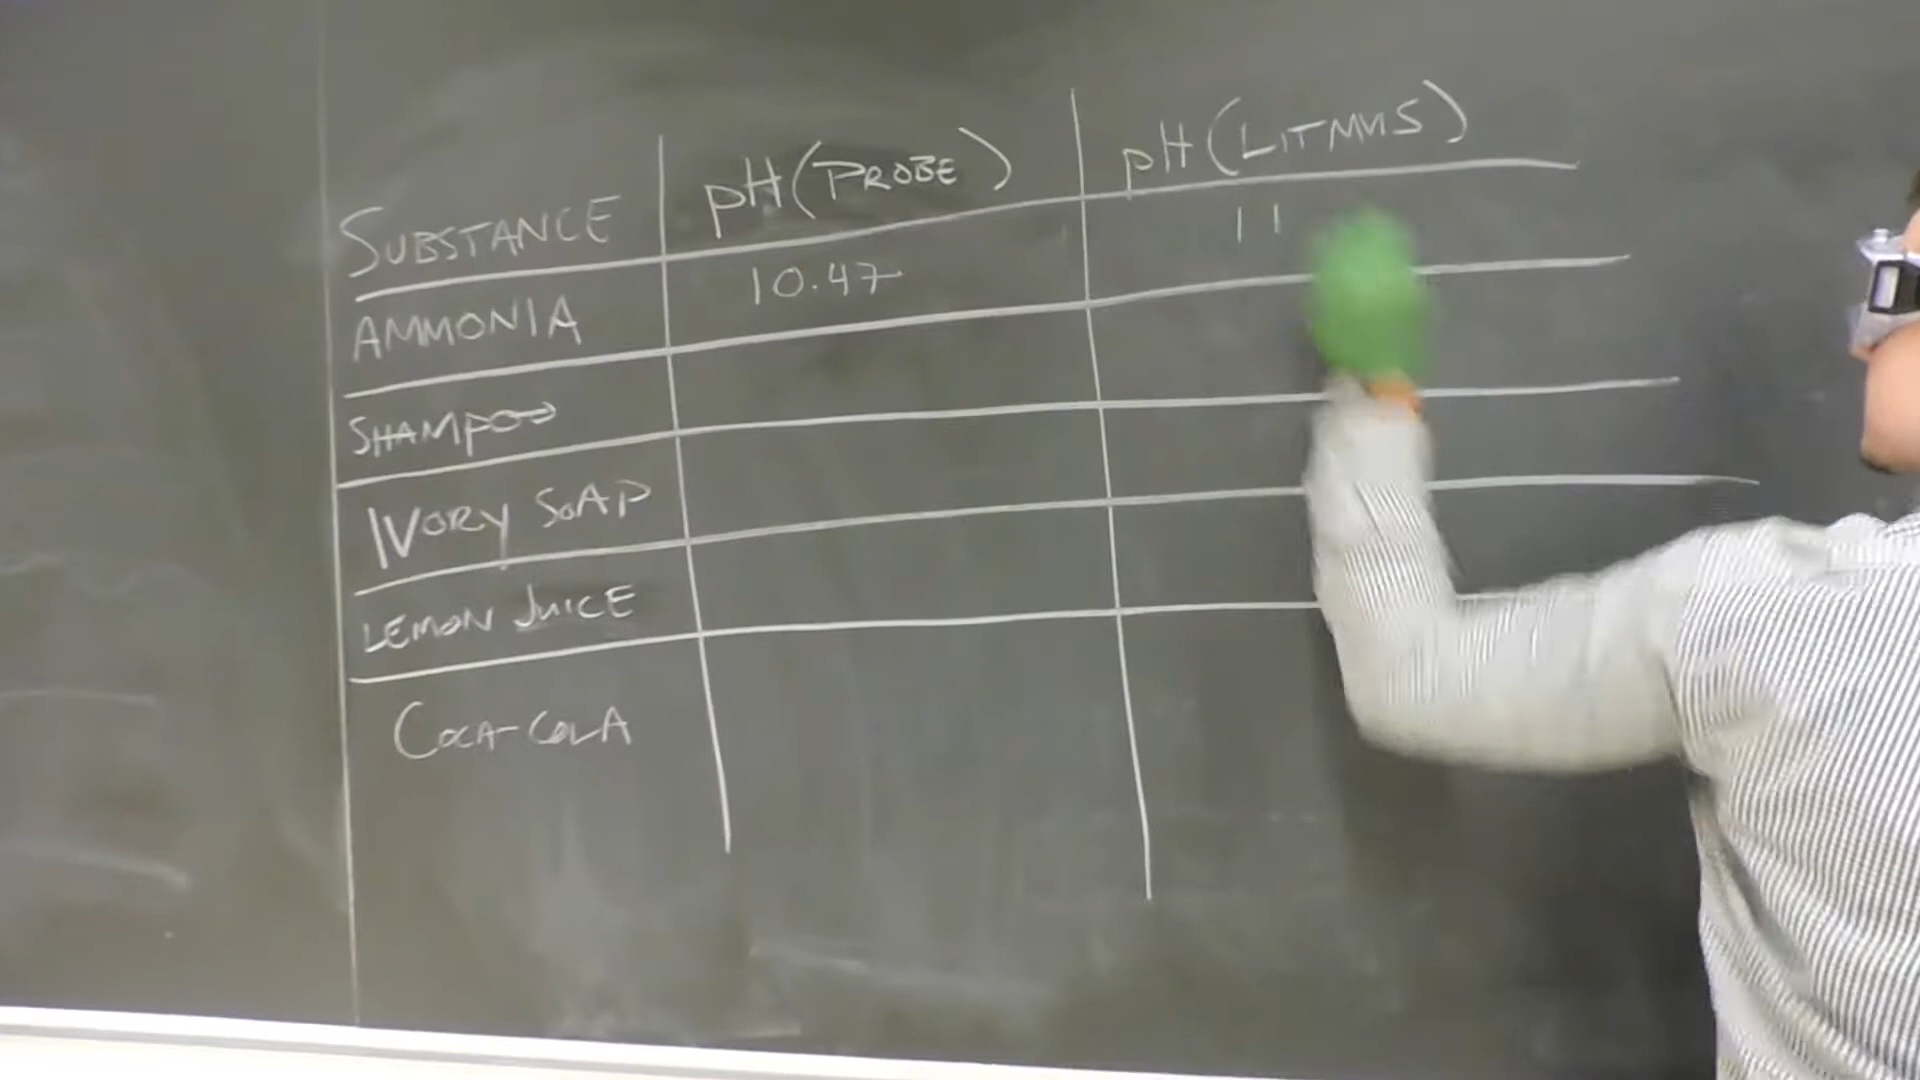 SUBSTANCE pH (PROBE) pH (LITMUS)
AMMONIA 10.47 11
SHAMPOO
IVORY SOAP
LEMON JUICE
COCA-COLA